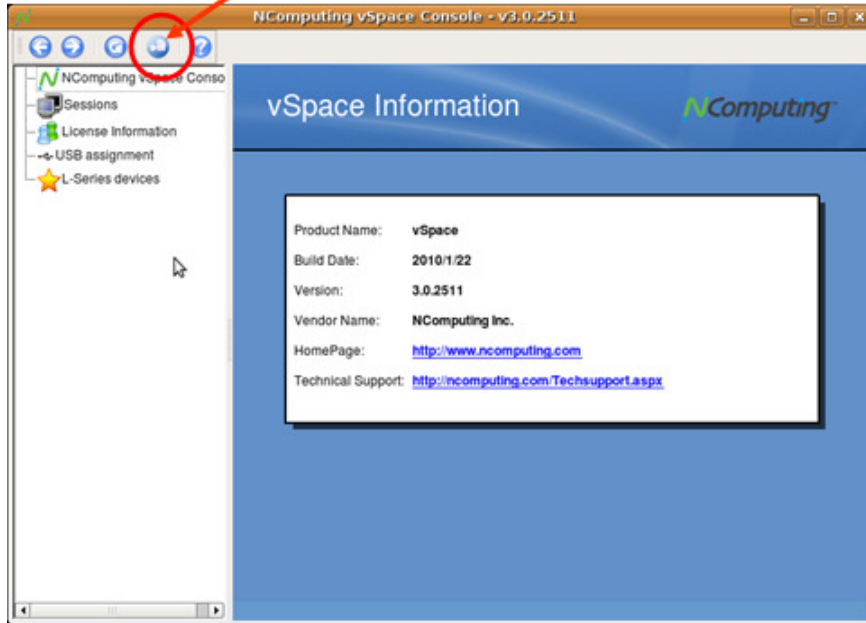 NComputing vSpace Console - v3.0.2511
NComputing vSpace Conso
Sessions
License Information
USB assignment
L-Series devices
vSpace Information
NComputing
Product Name: vSpace
Build Date: 2010/1/22
Version: 3.0.2511
Vendor Name: NComputing Inc.
HomePage: http://www.ncomputing.com
Technical Support: http://ncomputing.com/Techsupport.aspx